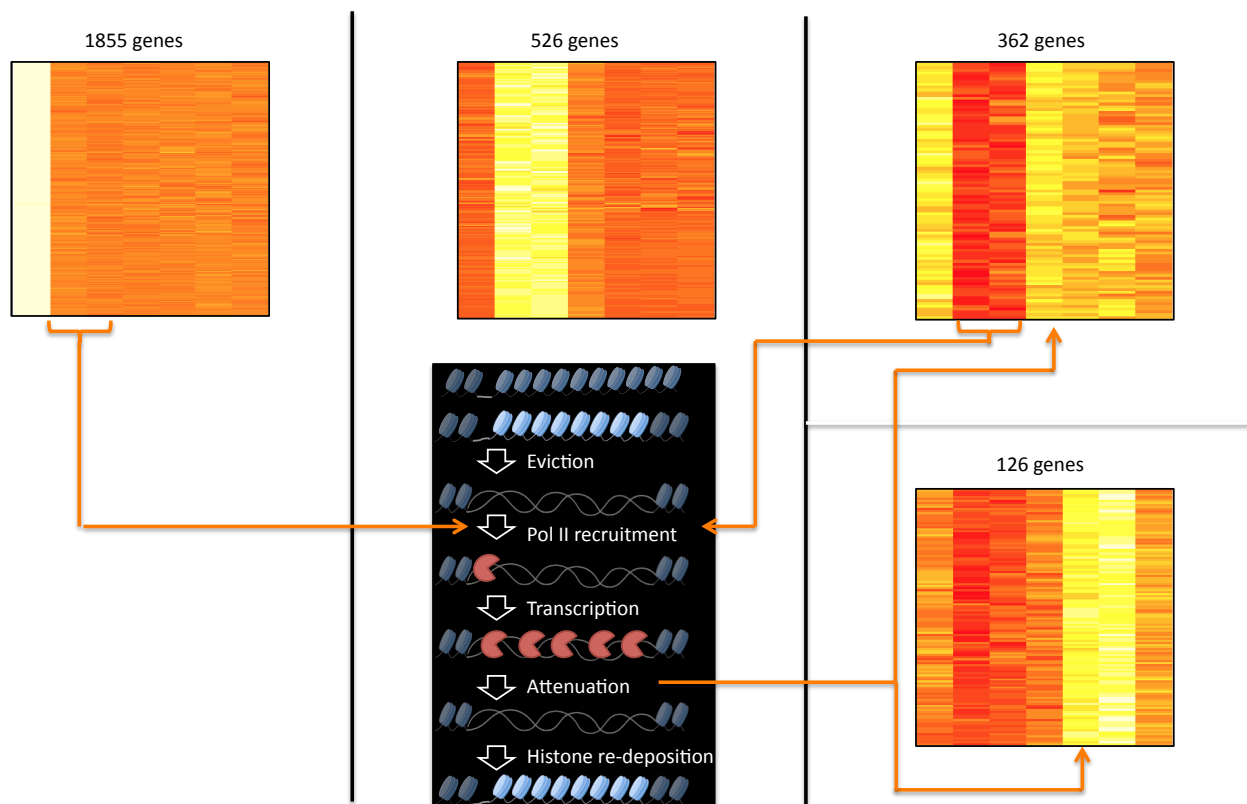 1855 genes
526 genes
362 genes
Eviction
Pol II recruitment
Transcription
Attenuation
Histone re-deposition
126 genes